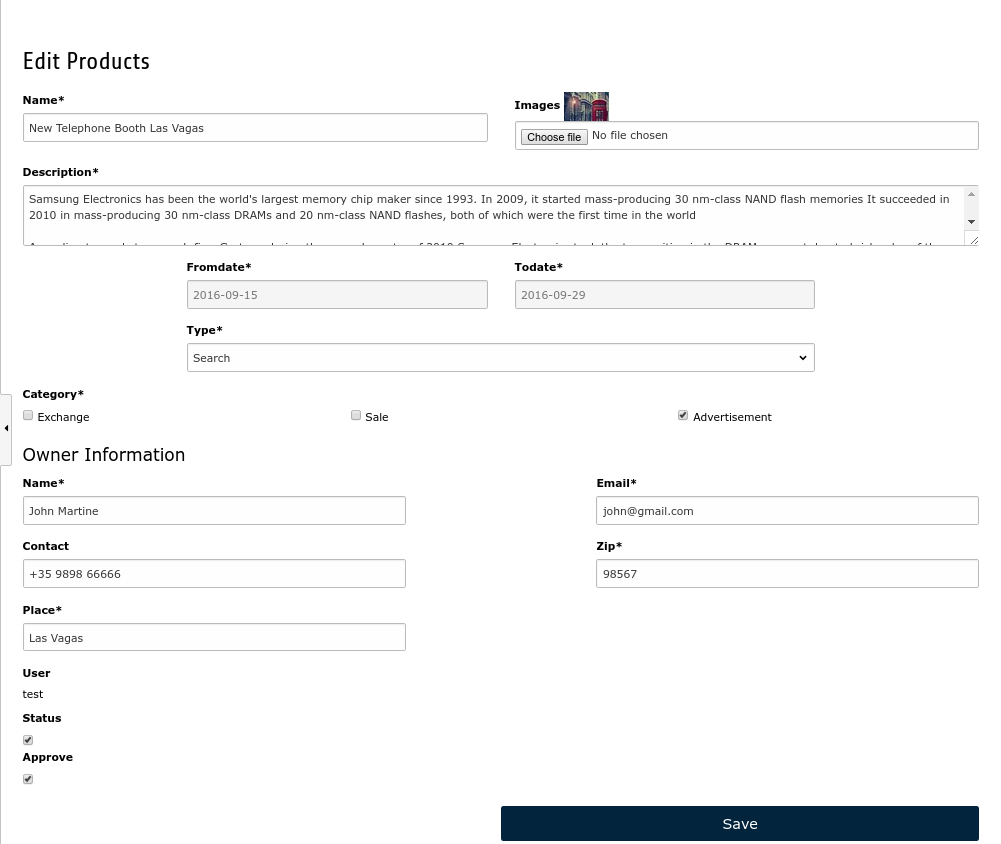 Edit Products
Name*
New Telephone Booth Las Vagas
Images
Choose file No file chosen
Description*
Samsung Electronics has been the world's largest memory chip maker since 1993. In 2009, it started mass-producing 30 nm-class NAND flash memories It succeeded in
2010 in mass-producing 30 nm-class DRAMs and 20 nm-class NAND flashes, both of which were the first time in the world
Fromdate*
Todate*
2016-09-15
2016-09-29
Type*
Search
Category*
Exchange
Sale
Advertisement
Owner Information
Name*
Email*
John Martine
john@gmail.com
Contact
Zip*
+35 9898 66666
98567
Place*
Las Vagas
User
test
Status
Approve
Save